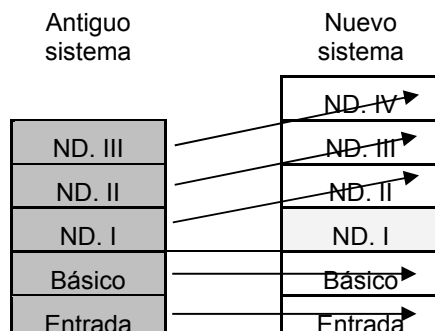 Antiguo
sistema
Nuevo
sistema
ND. IV
ND. III
ND. III
ND. II
ND. II
ND. I
ND. I
Básico
Básico
Entrada
Entrada